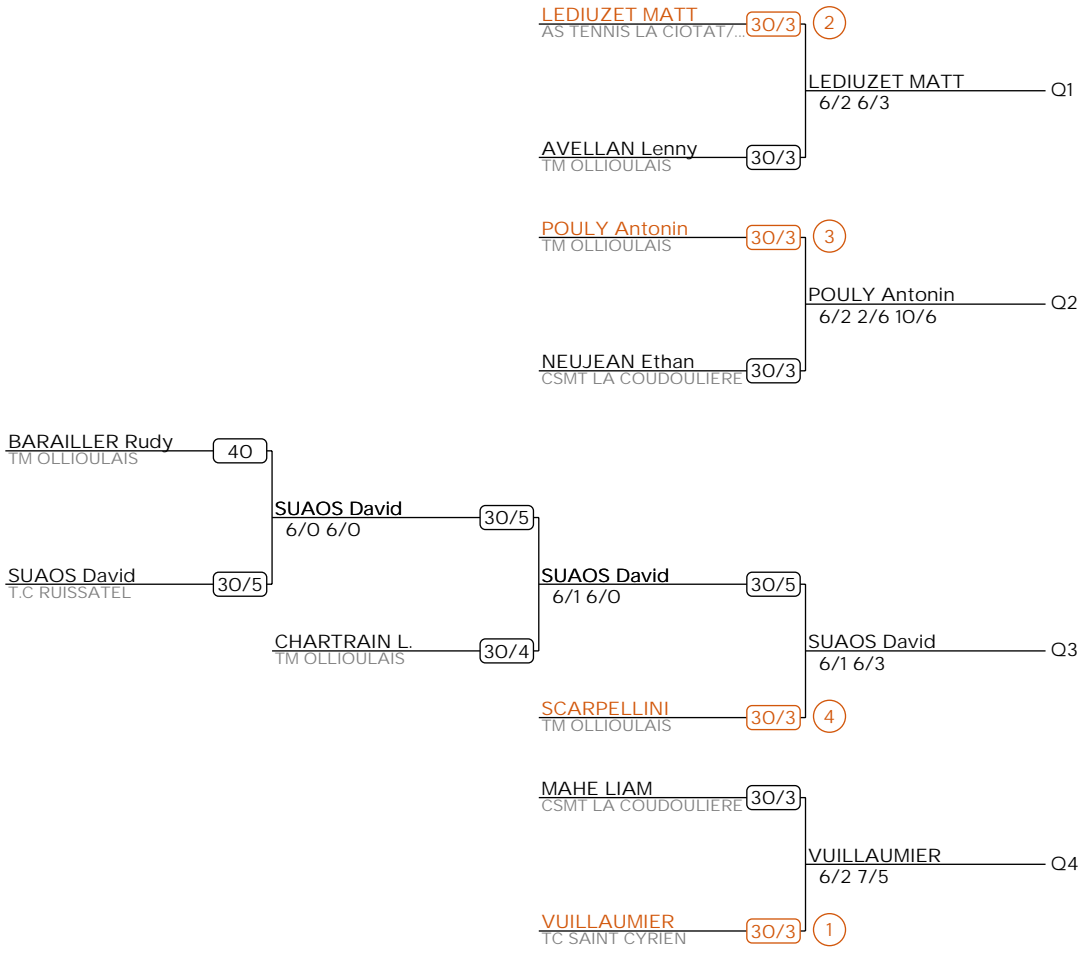 LEDIUZET MATT
AS TENNIS LA CIOTAT/...
30/3
2
LEDIUZET MATT
6/2 6/3
Q1
AVELLAN Lenny
TM OLLIOULAIS
30/3
POULY Antonin
TM OLLIOULAIS
30/3
3
POULY Antonin
6/2 2/6 10/6
Q2
NEUJEAN Ethan
CSMT LA COUDOULIERE
30/3
BARAILLER Rudy
TM OLLIOULAIS
40
SUAOS David
6/0 6/0
30/5
SUAOS David
T.C RUISSATEL
30/5
SUAOS David
6/1 6/0
30/5
CHARTRAIN L.
TM OLLIOULAIS
30/4
SUAOS David
6/1 6/3
Q3
SCARPELLINI
TM OLLIOULAIS
30/3
4
MAHE LIAM
CSMT LA COUDOULIERE
30/3
VUILLAUMIER
6/2 7/5
Q4
VUILLAUMIER
TC SAINT CYRIEN
30/3
1